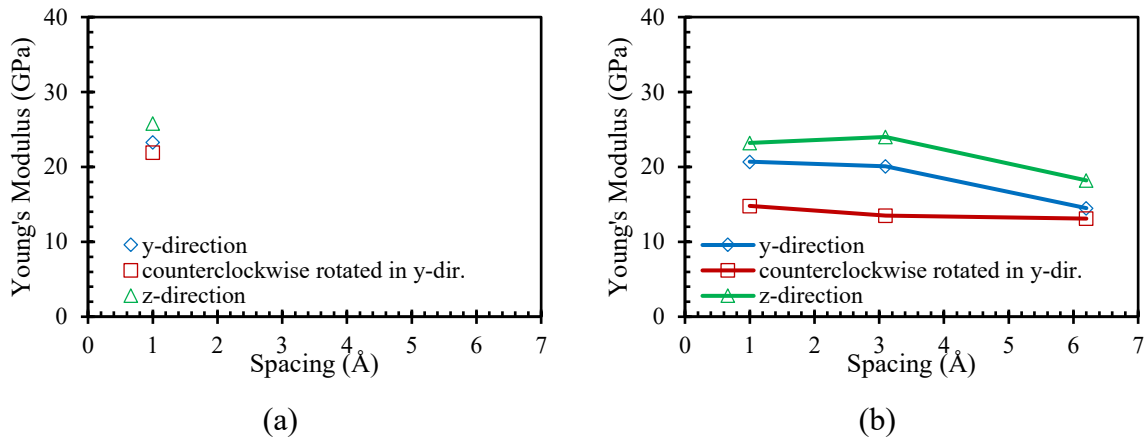 40
30
20
10
0
Young's Modulus (GPa)
y-direction
counterclockwise rotated in y-dir.
z-direction
0 1 2 3 4 5 6 7
Spacing (Å)
(a)
40
30
20
10
0
Young's Modulus (GPa)
y-direction
counterclockwise rotated in y-dir.
z-direction
0 1 2 3 4 5 6 7
Spacing (Å)
(b)